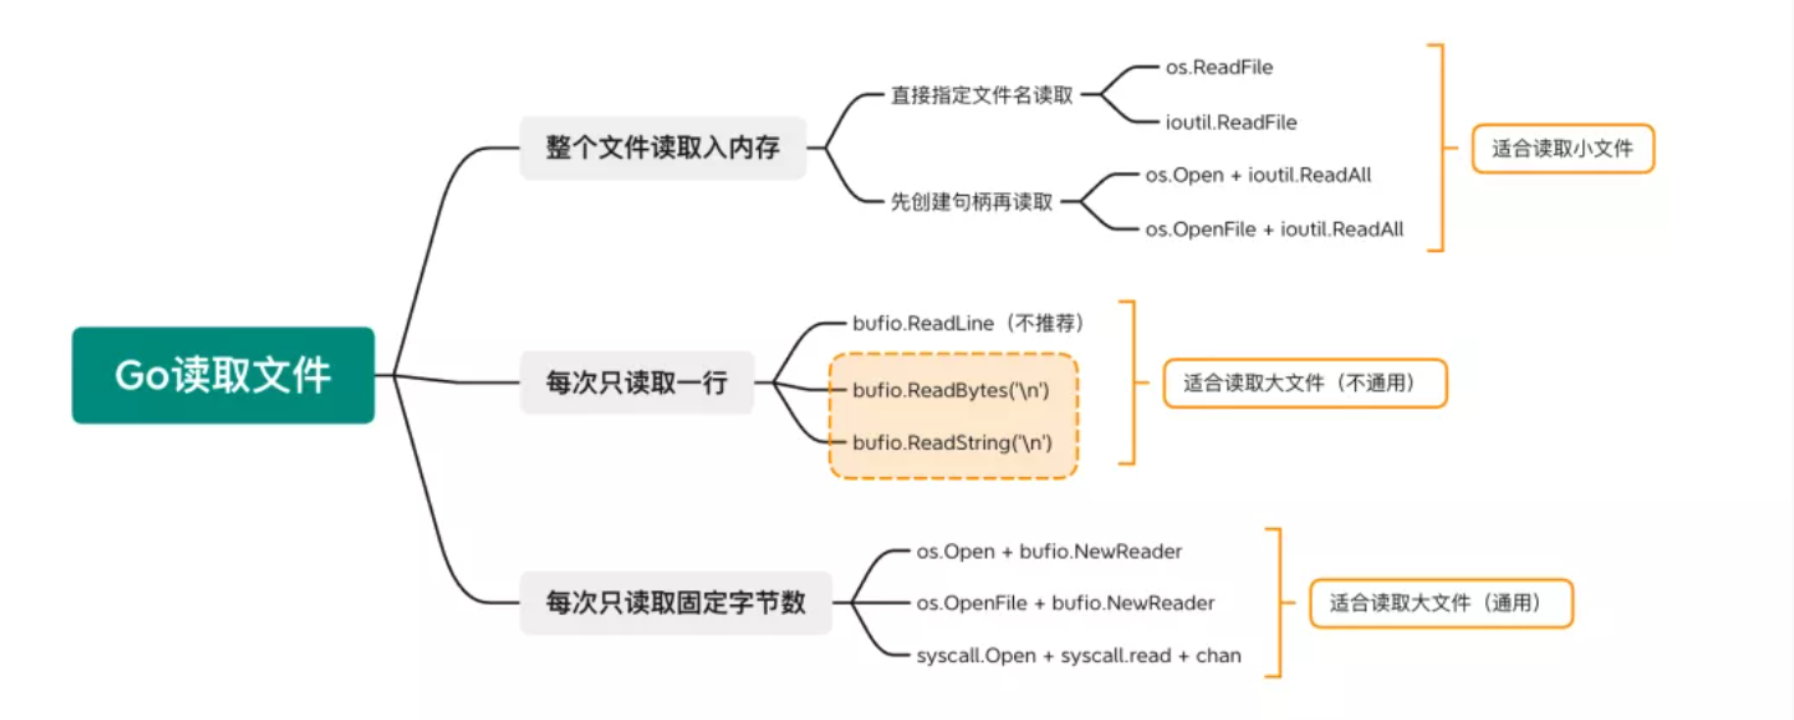 Go读取文件
整个文件读取入内存
直接指定文件名读取
os.ReadFile
ioutil.ReadFile
先创建句柄再读取
os.Open + ioutil.ReadAll
os.OpenFile + ioutil.ReadAll
适合读取小文件
每次只读取一行
bufio.ReadLine（不推荐）
bufio.ReadBytes('\n')
bufio.ReadString('\n')
适合读取大文件（不通用）
每次只读取固定字节数
os.Open + bufio.NewReader
os.OpenFile + bufio.NewReader
syscall.Open + syscall.read + chan
适合读取大文件（通用）